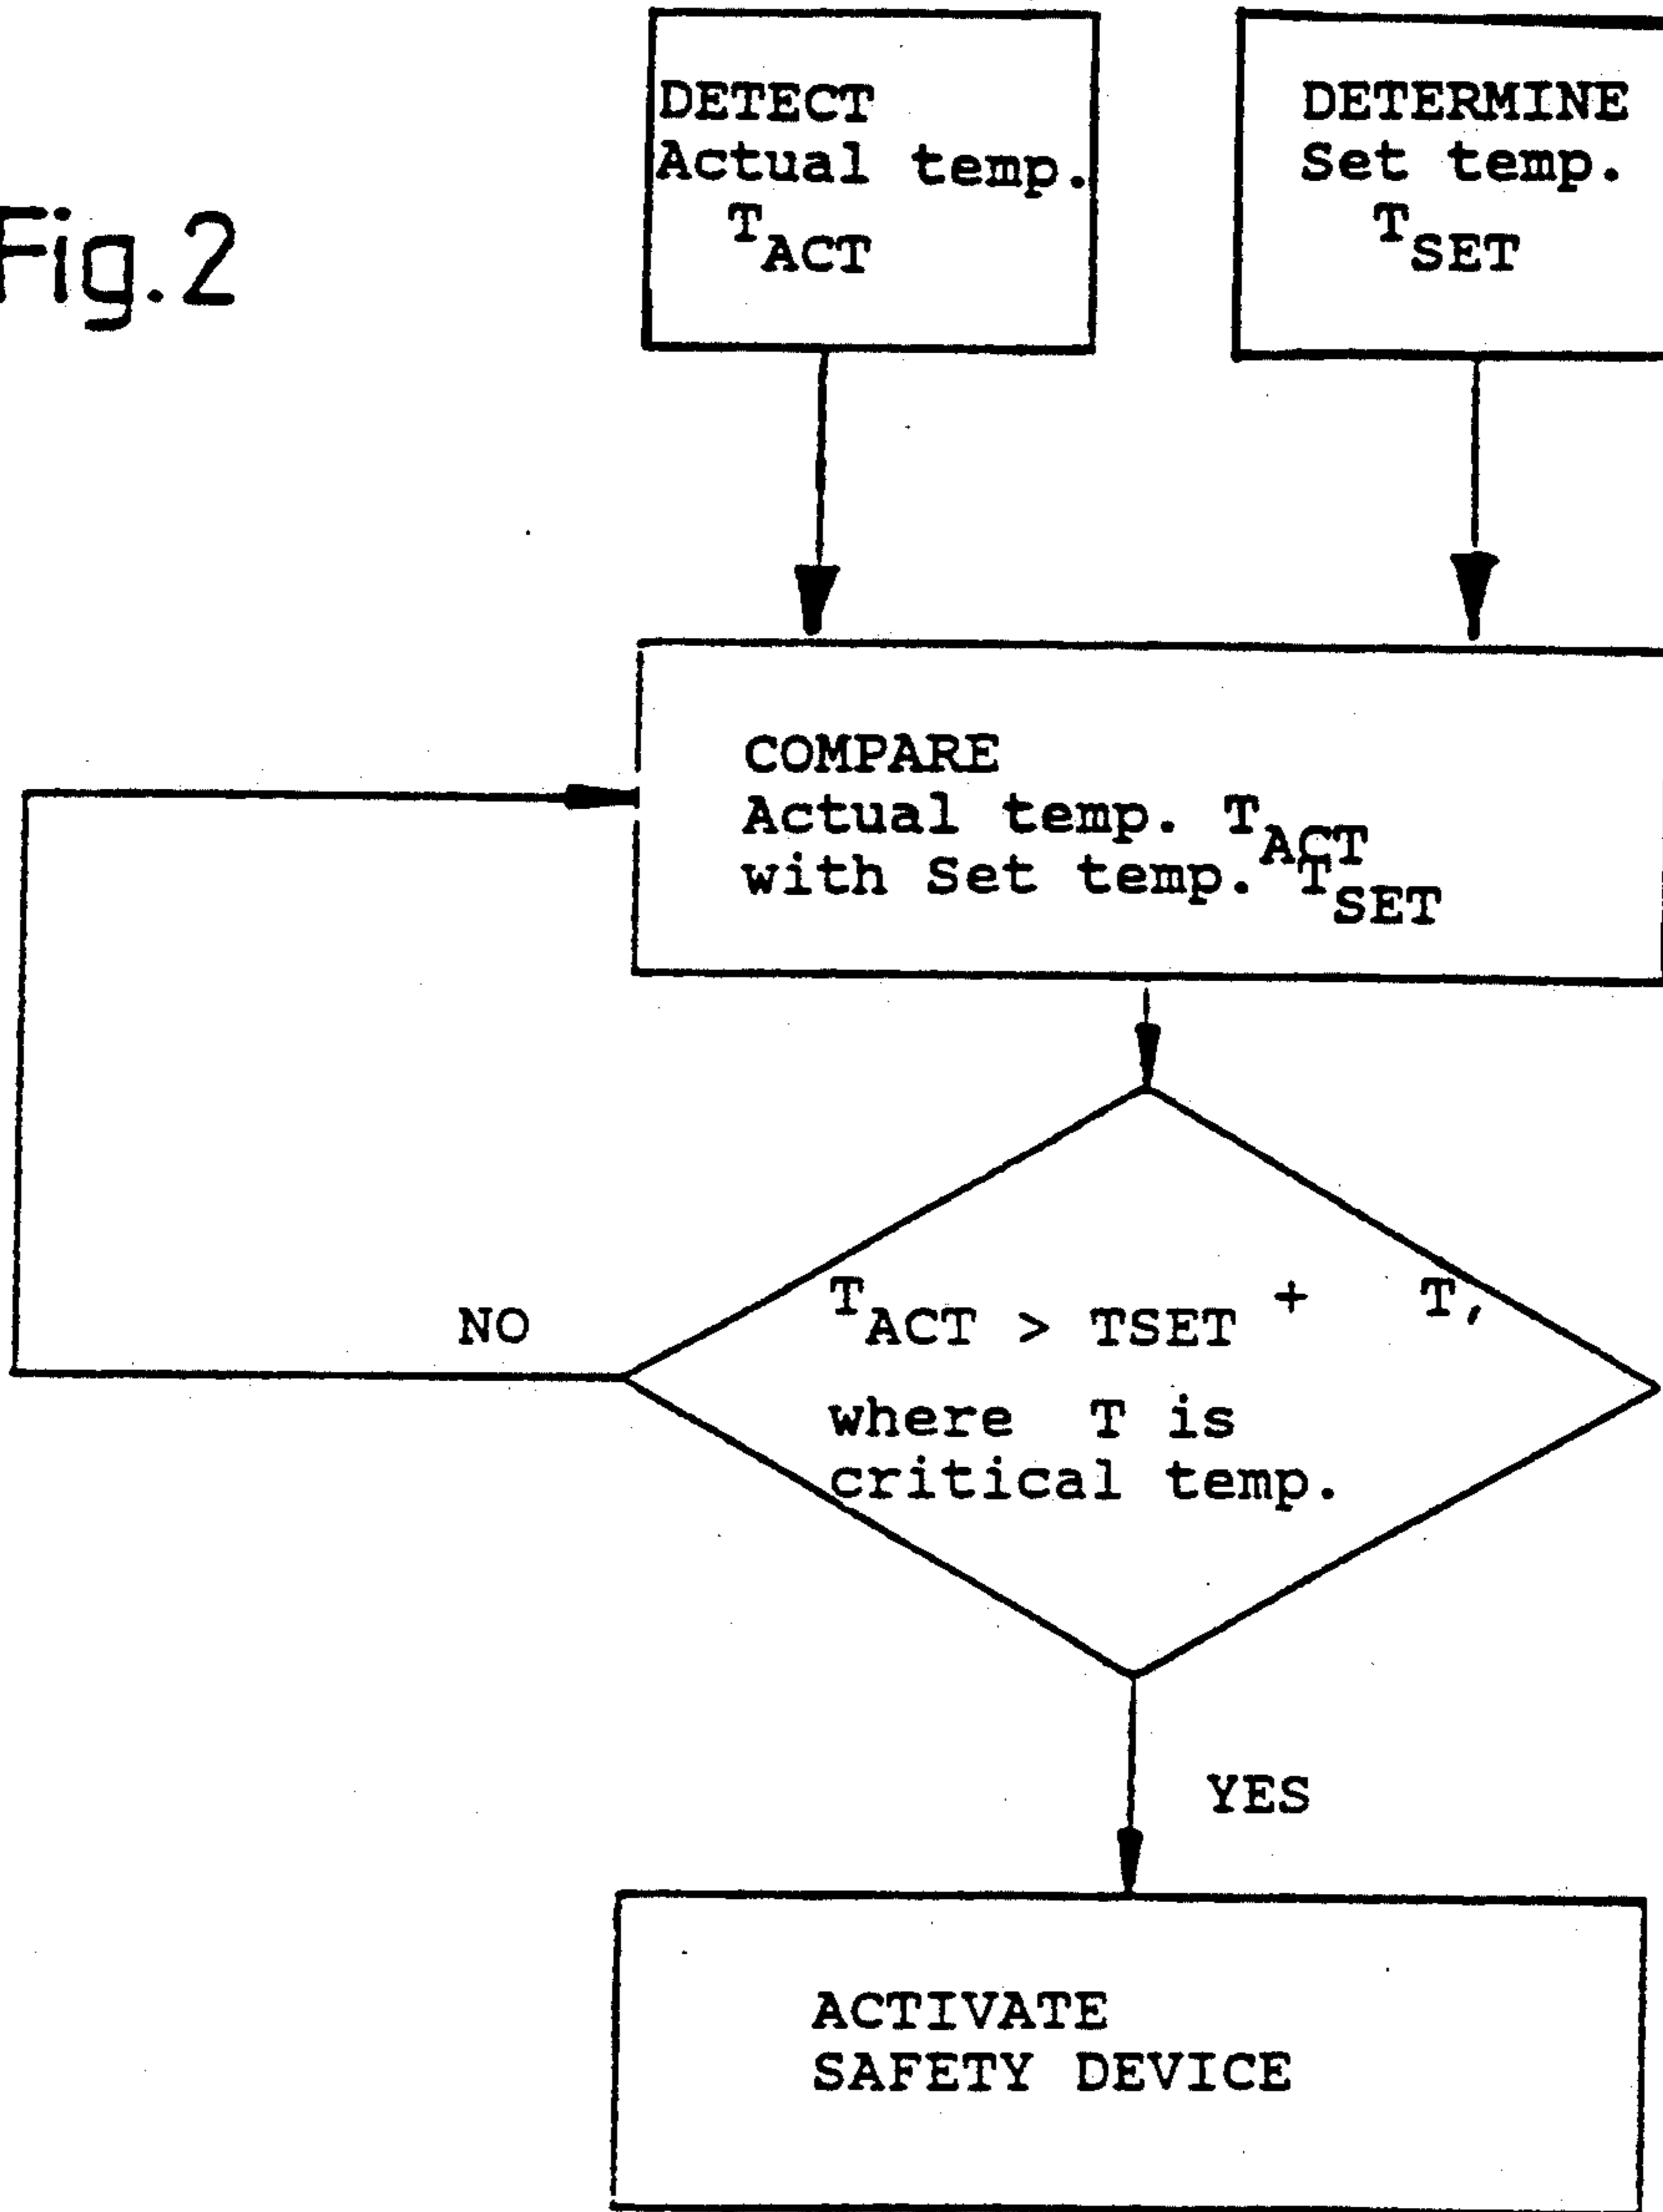 Fig.2
DETECT
Actual temp.
TACT
DETERMINE
Set temp.
TSET
COMPARE
Actual temp. TACT
with Set temp. TSET
NO
TACT > TSET + T,
where T is
critical temp.
YES
ACTIVATE
SAFETY DEVICE